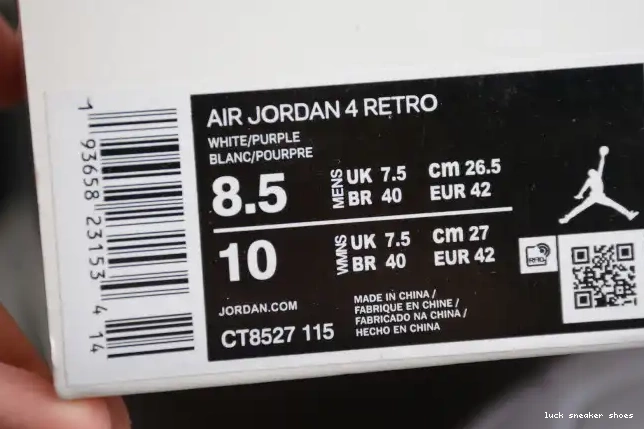 AIR JORDAN 4 RETRO
WHITE/PURPLE
BLANC/POURPRE
8.5 MENS UK 7.5 cm 26.5
BR 40 EUR 42
10 WMNS UK 7.5 cm 27
BR 40 EUR 42
JORDAN.COM
CT8527 115
MADE IN CHINA /
FABRIQUE EN CHINE /
FABRICADO NA CHINA /
HECHO EN CHINA
RFID
1 93658 23153 4 14
luck sneaker shoes